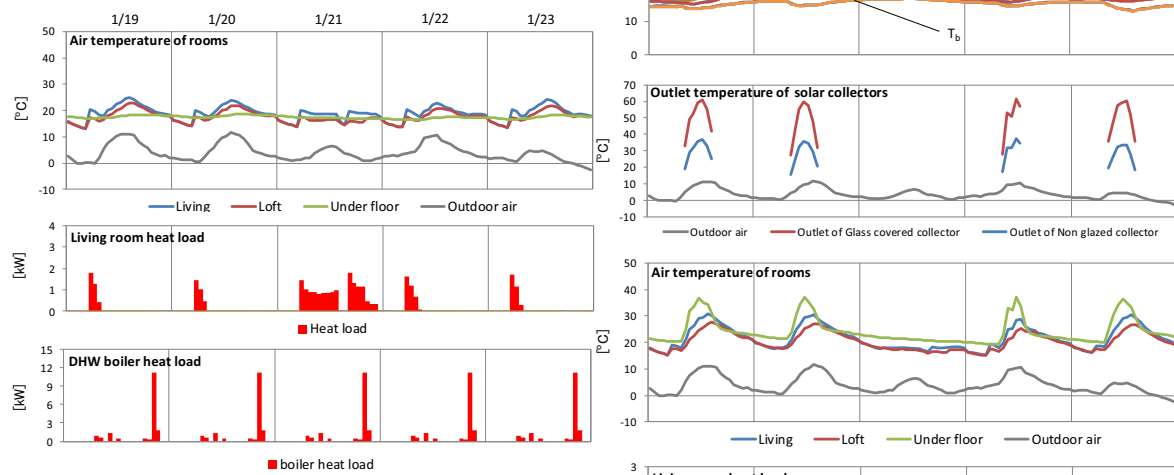 1/19 1/20 1/21 1/22 1/23
Air temperature of rooms
[℃]
50
40
30
20
10
0
-10
Living Loft Under floor Outdoor air
Living room heat load
[kW]
4
3
2
1
0
Heat load
DHW boiler heat load
[kW]
15
12
9
6
3
0
boiler heat load
10
0
Tb
Outlet temperature of solar collectors
[℃]
70
60
50
40
30
20
10
0
-10
Outdoor air Outlet of Glass covered collector Outlet of Non glazed collector
Air temperature of rooms
[℃]
50
40
30
20
10
0
-10
Living Loft Under floor Outdoor air
3